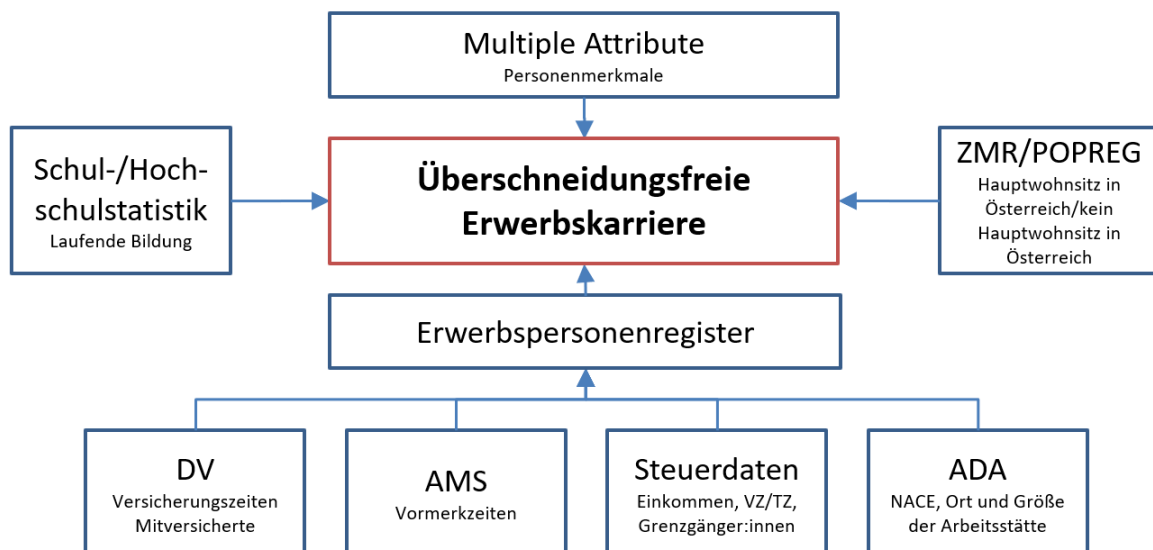 Multiple Attribute
Personenmerkmale
Schul-/Hoch-
schulstatistik
Laufende Bildung
Überschneidungsfreie
Erwerbskarriere
ZMR/POPREG
Hauptwohnsitz in
Österreich/kein
Hauptwohnsitz in
Österreich
Erwerbspersonenregister
DV
Versicherungszeiten
Mitversicherte
AMS
Vormerkzeiten
Steuerdaten
Einkommen, VZ/TZ,
Grenzgänger:innen
ADA
NACE, Ort und Größe
der Arbeitsstätte